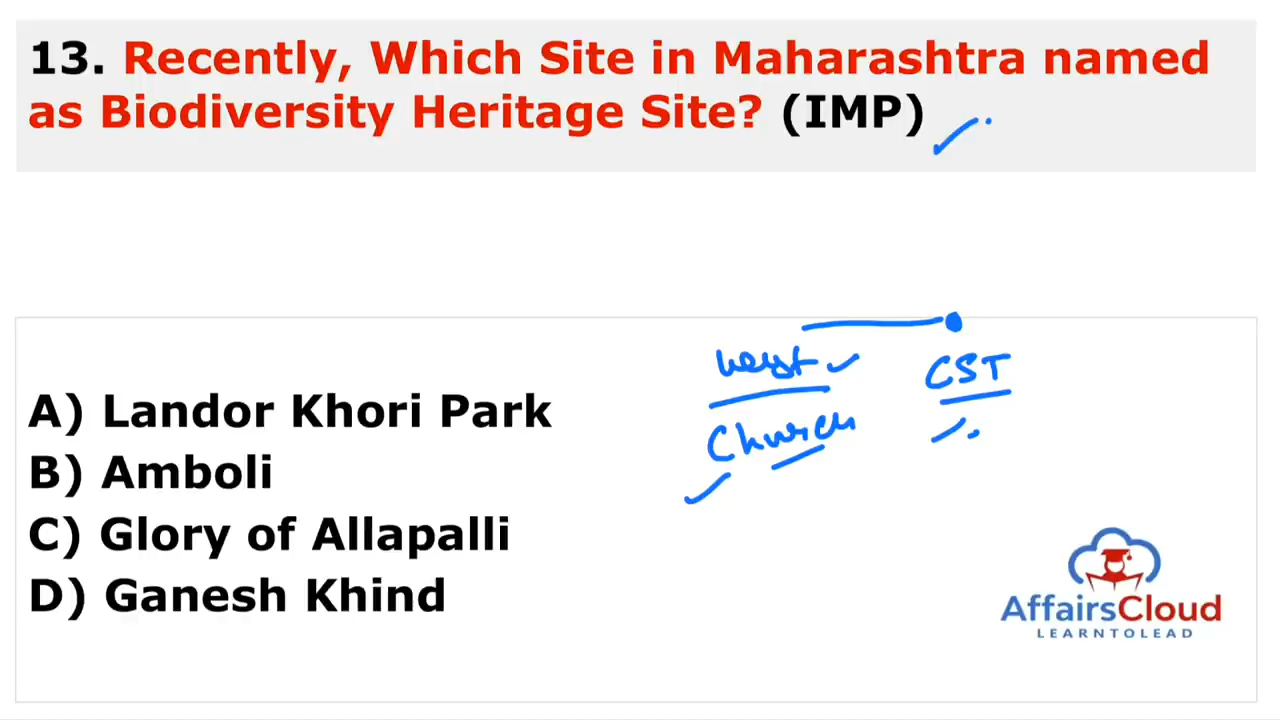 13. Recently, Which Site in Maharashtra named
as Biodiversity Heritage Site? (IMP)
CST
Church
A) Landor Khori Park
B) Amboli
C) Glory of Allapalli
D) Ganesh Khind
AffairsCloud
LEARNTOLEAD